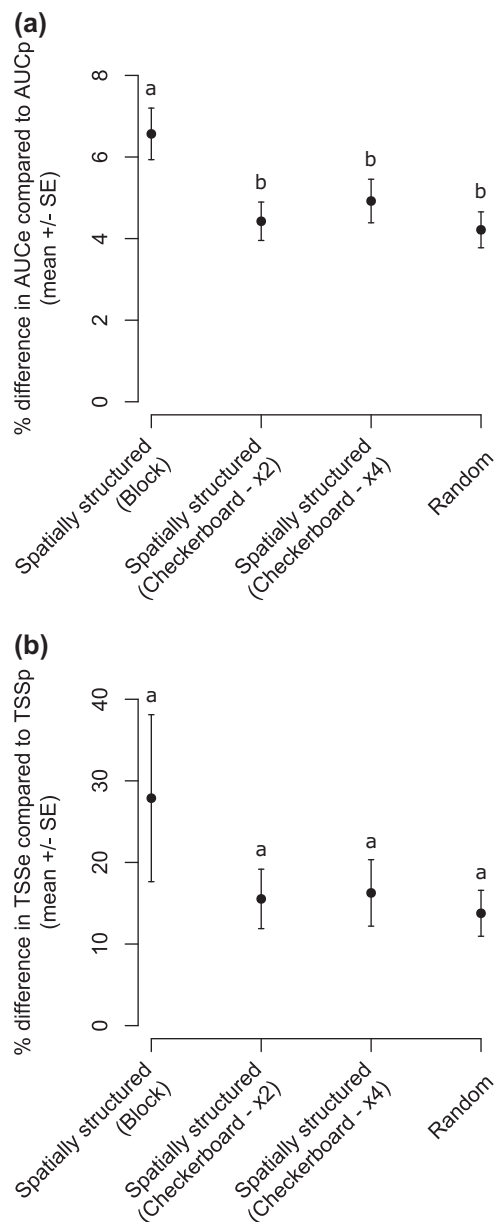 (a)
% difference in AUCe compared to AUCp
(mean +/- SE)
8
6
4
2
0
a
b
b
b
Spatially structured
(Block)
Spatially structured
(Checkerboard - x2)
Spatially structured
(Checkerboard - x4)
Random
(b)
% difference in TSSe compared to TSSp
(mean +/- SE)
40
30
20
10
0
a
a
a
a
Spatially structured
(Block)
Spatially structured
(Checkerboard - x2)
Spatially structured
(Checkerboard - x4)
Random